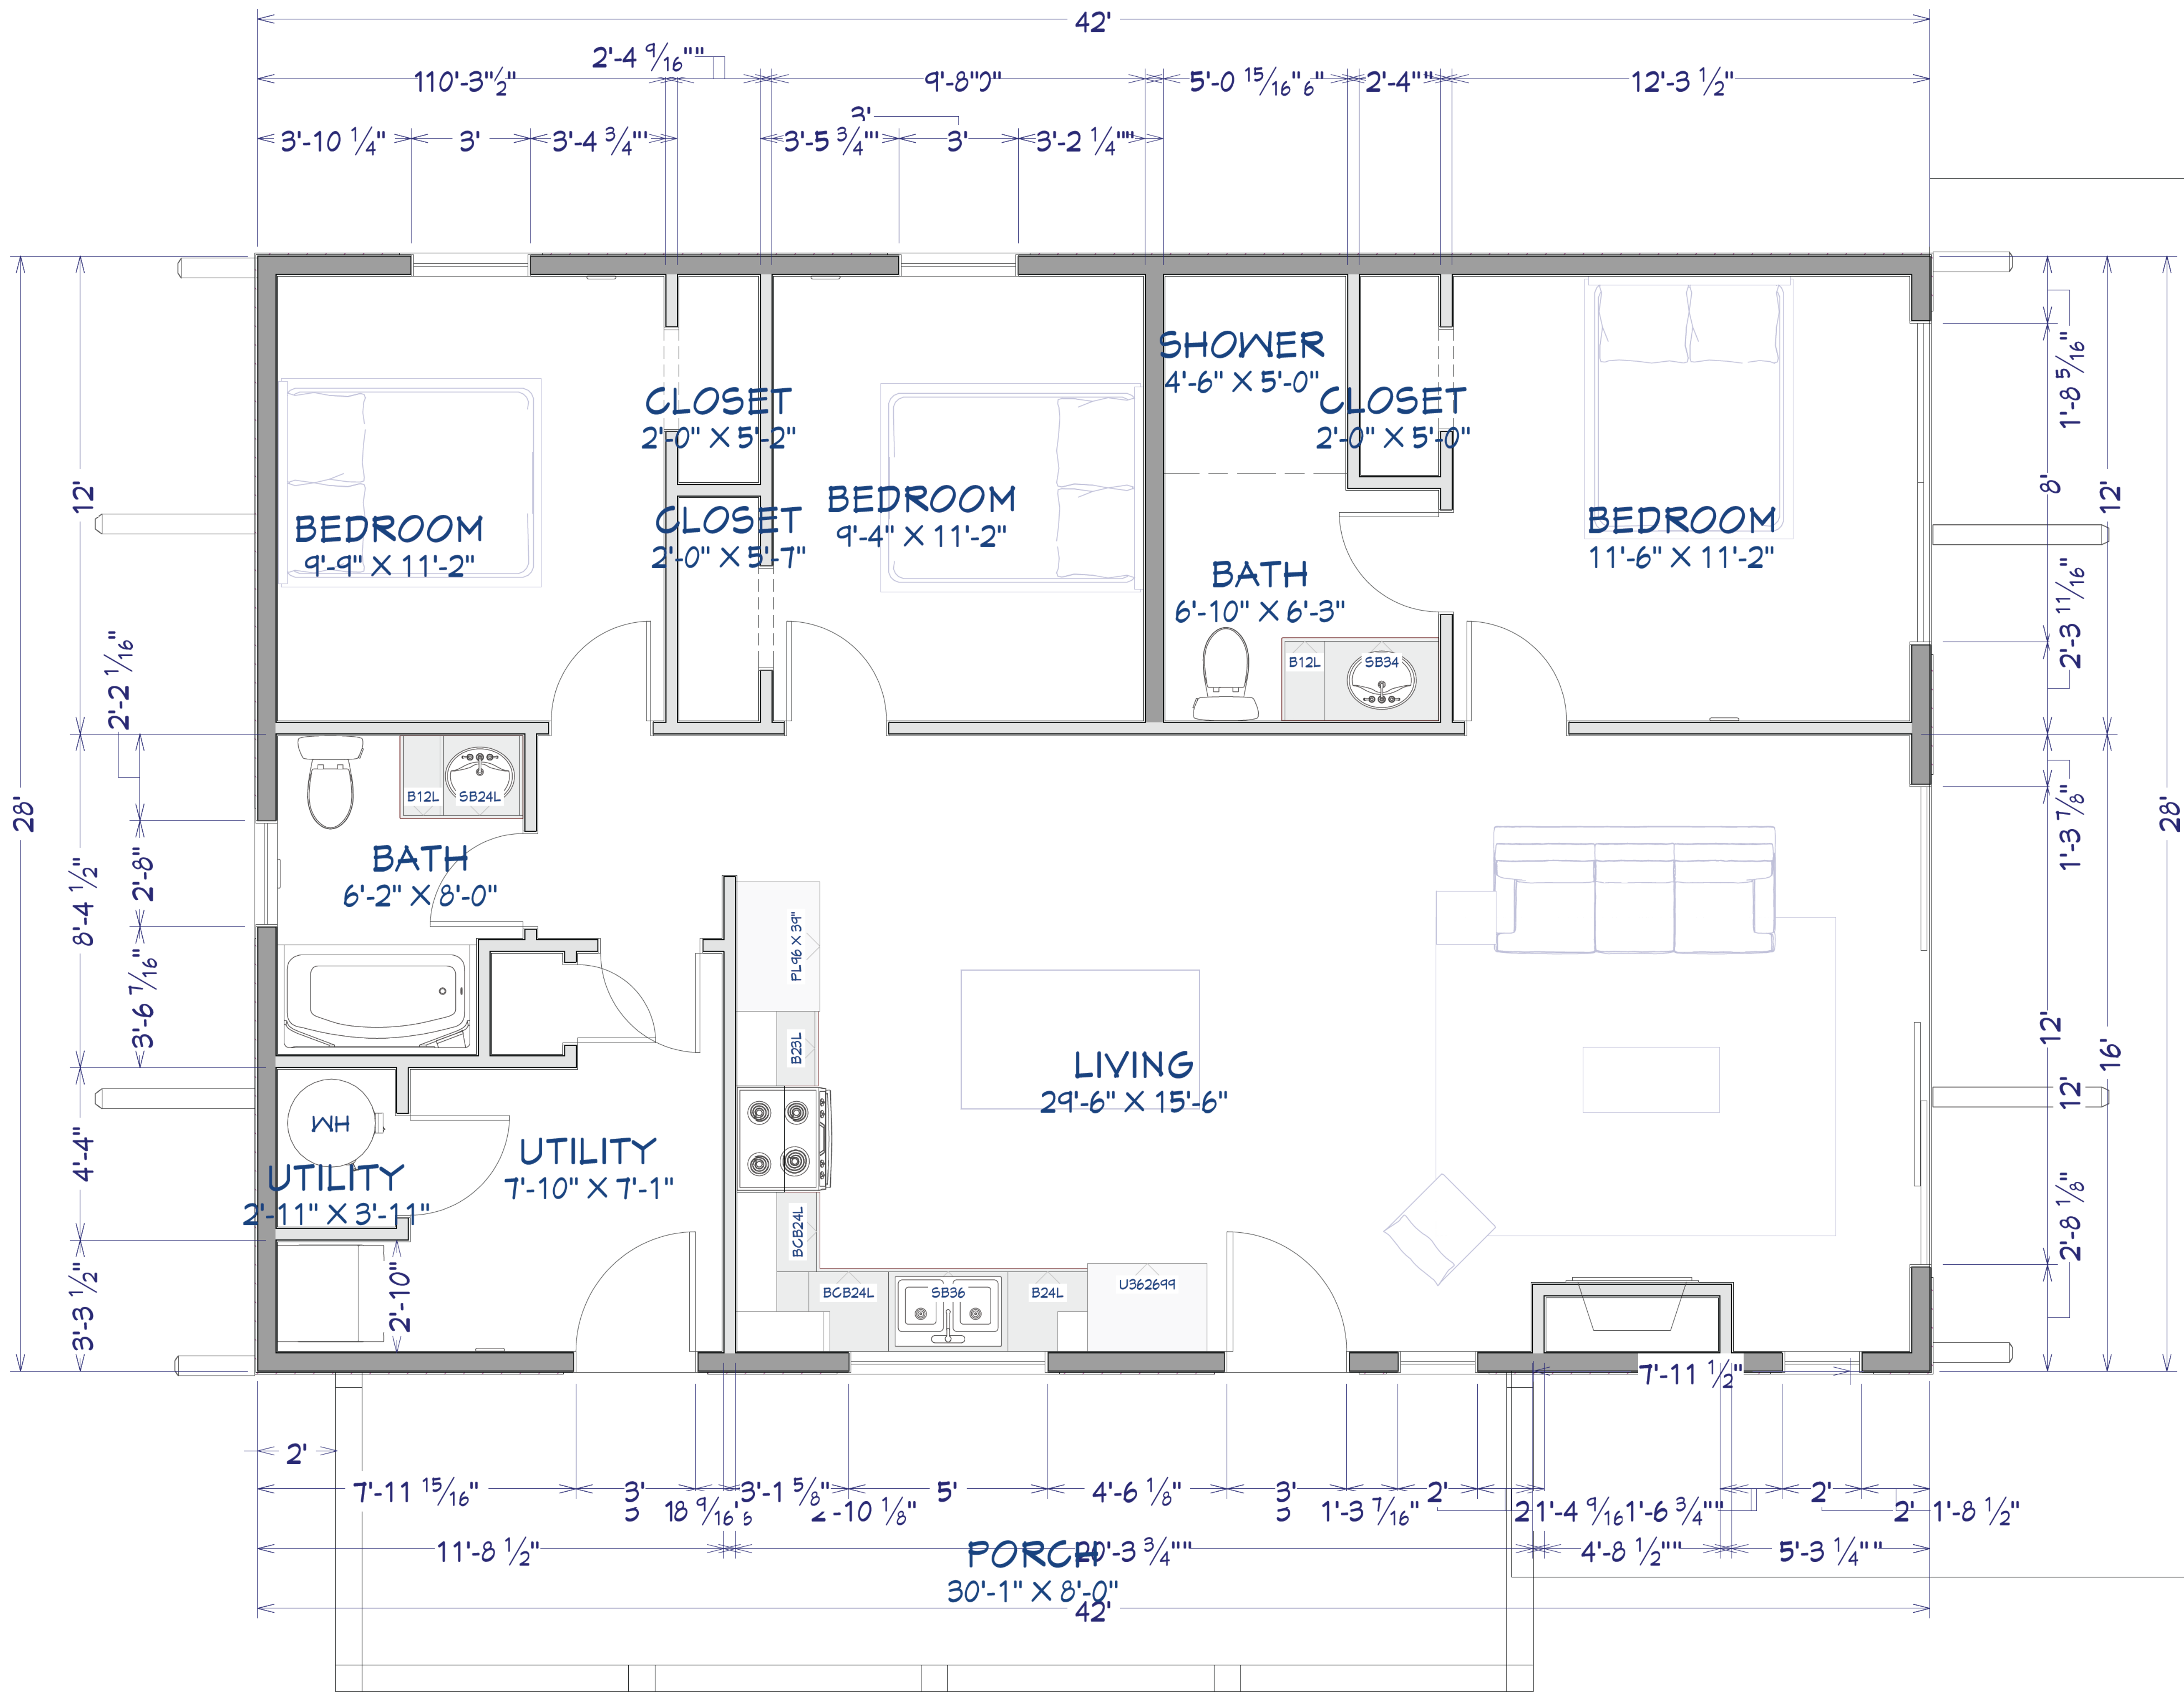 42'
2'-4 9/16""
9'-8"
5'-0 15/16"
2'-4""
12'-3 1/2"
3'
3'-10 1/4"
3'
3'-4 3/4"'
3'-5 3/4"'
3'
3'-2 1/4""
SHOWER
4'-6" X 5'-0"
CLOSET
2'-0" X 5'-2"
CLOSET
2'-0" X 5'-0"
BEDROOM
9'-9" X 11'-2"
CLOSET
2'-0" X 5'-7"
BEDROOM
9'-4" X 11'-2"
BEDROOM
11'-6" X 11'-2"
BATH
6'-10" X 6'-3"
B12L
SB34
B12L
SB24L
BATH
6'-2" X 8'-0"
PL96 X 39"
B23L
LIVING
29'-6" X 15'-6"
WH
UTILITY
2'-11" X 3'-11"
UTILITY
7'-10" X 7'-1"
BCB24L
BCB24L
SB36
B24L
U362699
2'-10"
28'
12'
8'-4 1/2"
4'-4"
3'-3 1/2"
2'-2 1/16"
2'-8"
3'-6 7/16"
1'-8 5/16"
8'
2'-3 11/16"
1'-3 7/8"
12'
12'
2'-8 1/8"
12'
16'
28'
7'-11 1/2"
2'
7'-11 15/16"
3'
3'-1 5/8"
5'
4'-6 1/8"
3'
2'
2'
1'-3 7/16"
1'-4 9/16
1'-6 3/4""
2'
1'-8 1/2"
11'-8 1/2"
4'-8 1/2""
5'-3 1/4""
PORCH
30'-1" X 8'-0"
42'